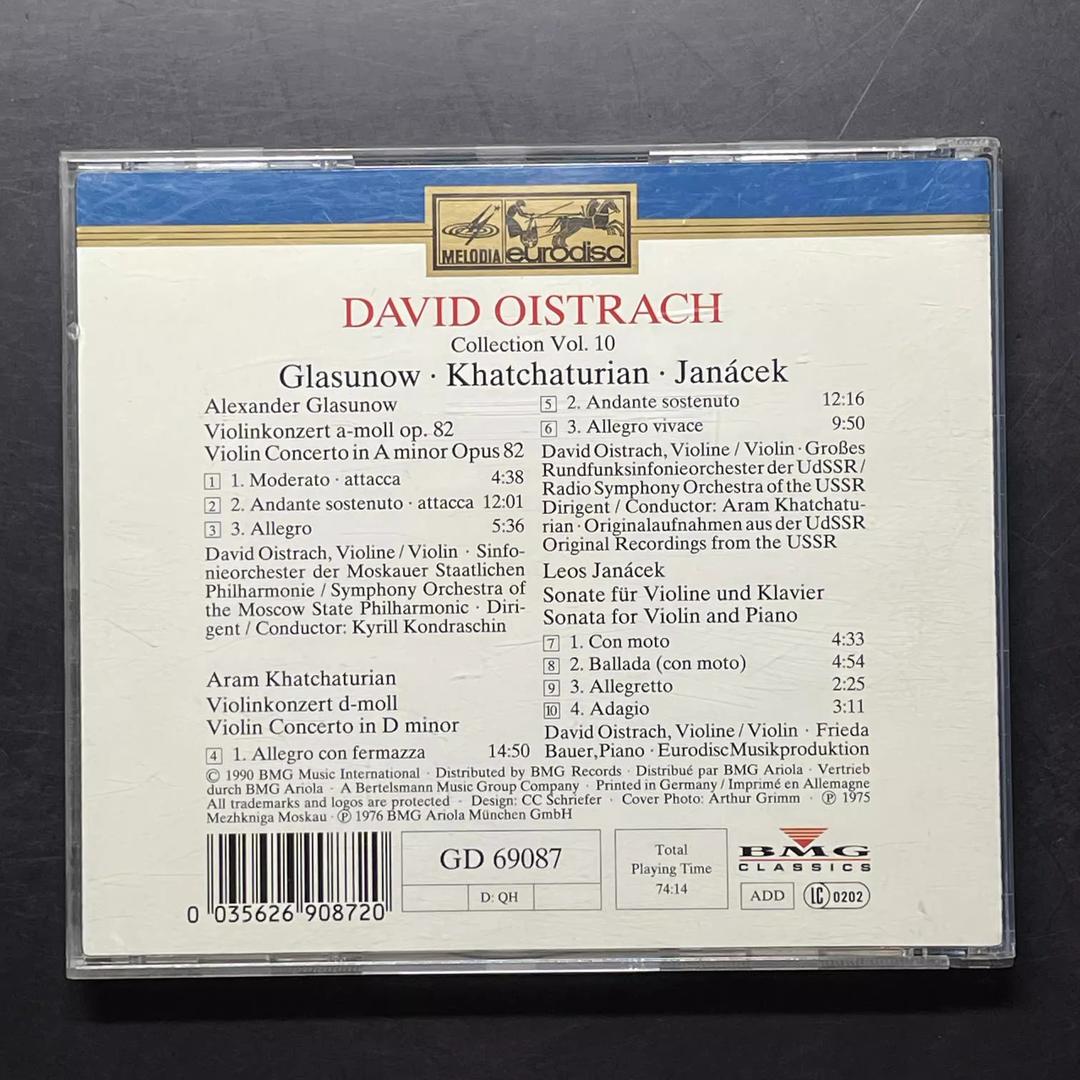 MELODIA eurodisc
DAVID OISTRACH
Collection Vol. 10
Glasunow · Khatchaturian · Janácek
Alexander Glasunow
Violinkonzert a-moll op. 82
Violin Concerto in A minor Opus 82
1 1. Moderato · attacca 4:38
2 2. Andante sostenuto · attacca 12:01
3 3. Allegro 5:36
David Oistrach, Violine / Violin · Sinfo-
nieorchester der Moskauer Staatlichen
Philharmonie / Symphony Orchestra of
the Moscow State Philharmonic · Diri-
gent / Conductor: Kyrill Kondraschin
Aram Khatchaturian
Violinkonzert d-moll
Violin Concerto in D minor
4 1. Allegro con fermazza 14:50
5 2. Andante sostenuto 12:16
6 3. Allegro vivace 9:50
David Oistrach, Violine / Violin · Großes
Rundfunksinfonieorchester der UdSSR /
Radio Symphony Orchestra of the USSR
Dirigent / Conductor: Aram Khatchatu-
rian · Originalaufnahmen aus der UdSSR
Original Recordings from the USSR
Leos Janácek
Sonate für Violine und Klavier
Sonata for Violin and Piano
7 1. Con moto 4:33
8 2. Ballada (con moto) 4:54
9 3. Allegretto 2:25
10 4. Adagio 3:11
David Oistrach, Violine / Violin · Frieda
Bauer, Piano · Eurodisc Musikproduktion
© 1990 BMG Music International · Distributed by BMG Records · Distribué par BMG Ariola · Vertrieb
durch BMG Ariola · A Bertelsmann Music Group Company · Printed in Germany / Imprimé en Allemagne
All trademarks and logos are protected · Design: CC Schriefer · Cover Photo: Arthur Grimm · ℗ 1975
Mezhkniga Moskau · ℗ 1976 BMG Ariola München GmbH
0 035626 908720
GD 69087
D: QH
Total
Playing Time
74:14
BMG
CLASSICS
ADD LC 0202